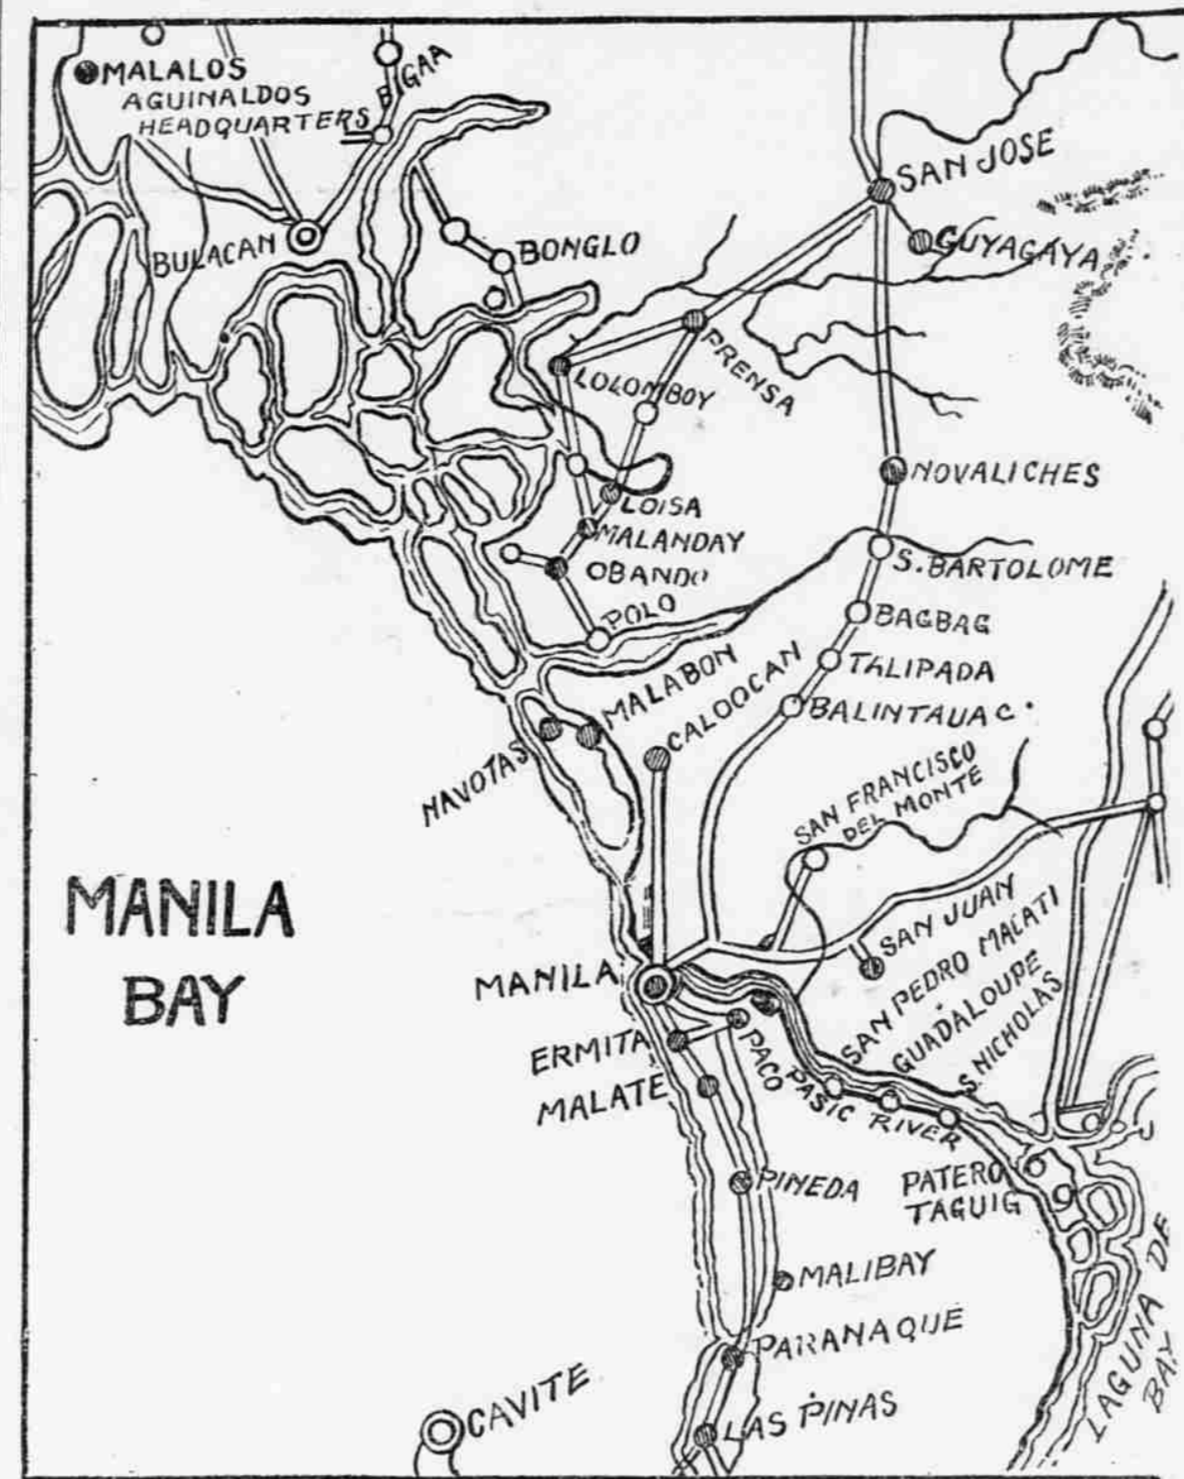 MALALOS
AGUINALDOS
HEADQUARTERS
BIGAA
SAN JOSE
BULACAN
BONGLO
GUYAGAYA
PRENSA
LOLOMBOY
NOVALICHES
LOISA
MALANDAY
S. BARTOLOME
OBANDO
POLO
BAGBAG
MALABON
CALOOCAN
TALIPADA
BALINTAUAC.
NAVOTAS
SAN FRANCISCO
DEL MONTE
MANILA
BAY
SAN JUAN
SAN PEDRO MACATI
GUADALOUPE
S. NICHOLAS
MANILA
ERMITA
PACO
MALATE
PASIG RIVER
PINEDA
PATERO
TAGUIG
MALIBAY
PARANAQUE
LAGUNA DE
BAY
CAVITE
LAS PINAS